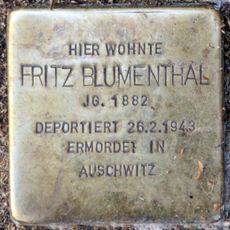 HIER WOHNTE
FRITZ BLUMENTHAL
JG. 1882
DEPORTIERT 26.2.1943
ERMORDET IN
AUSCHWITZ